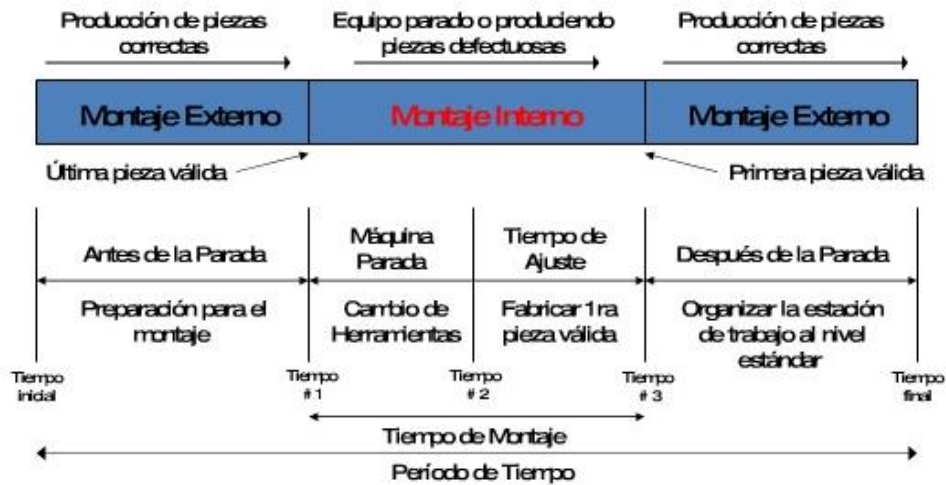 Producción de piezas
correctas
Equipo parado o produciendo
piezas defectuosas
Producción de piezas
correctas
Montaje Externo
Montaje Interno
Montaje Externo
Última pieza válida
Primera pieza válida
Antes de la Parada
Máquina
Parada
Tiempo de
Ajuste
Después de la Parada
Preparación para el
montaje
Cambio de
Herramientas
Fabricar 1ra
pieza válida
Organizar la estación
de trabajo al nivel
estándar
Tiempo
inicial
Tiempo
# 1
Tiempo
# 2
Tiempo
# 3
Tiempo
final
Tiempo de Montaje
Período de Tiempo